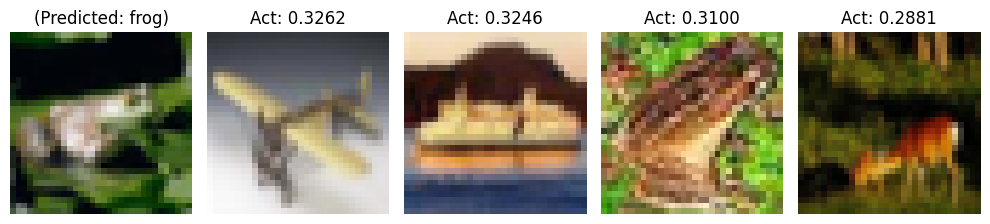 (Predicted: frog)
Act: 0.3262
Act: 0.3246
Act: 0.3100
Act: 0.2881